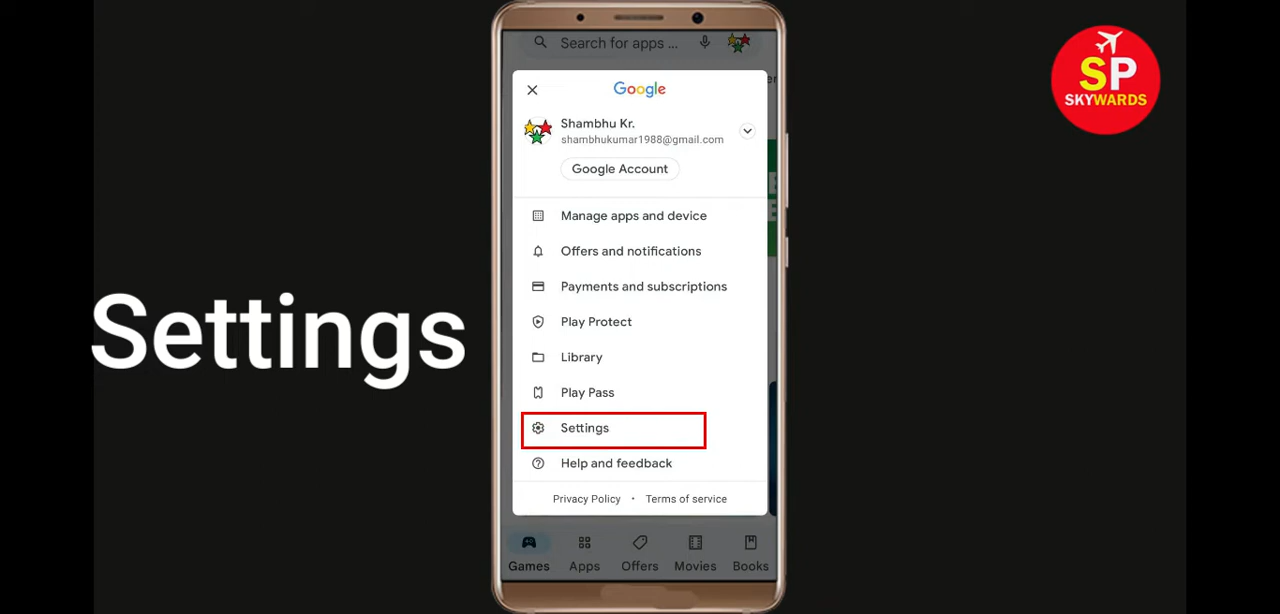 Search for apps ...
SP
SKYWARDS
Google
Shambhu Kr.
shambhukumar1988@gmail.com
Google Account
Manage apps and device
Offers and notifications
Payments and subscriptions
Play Protect
Library
Play Pass
Settings
Settings
Help and feedback
Privacy Policy • Terms of service
Games Apps Offers Movies Books